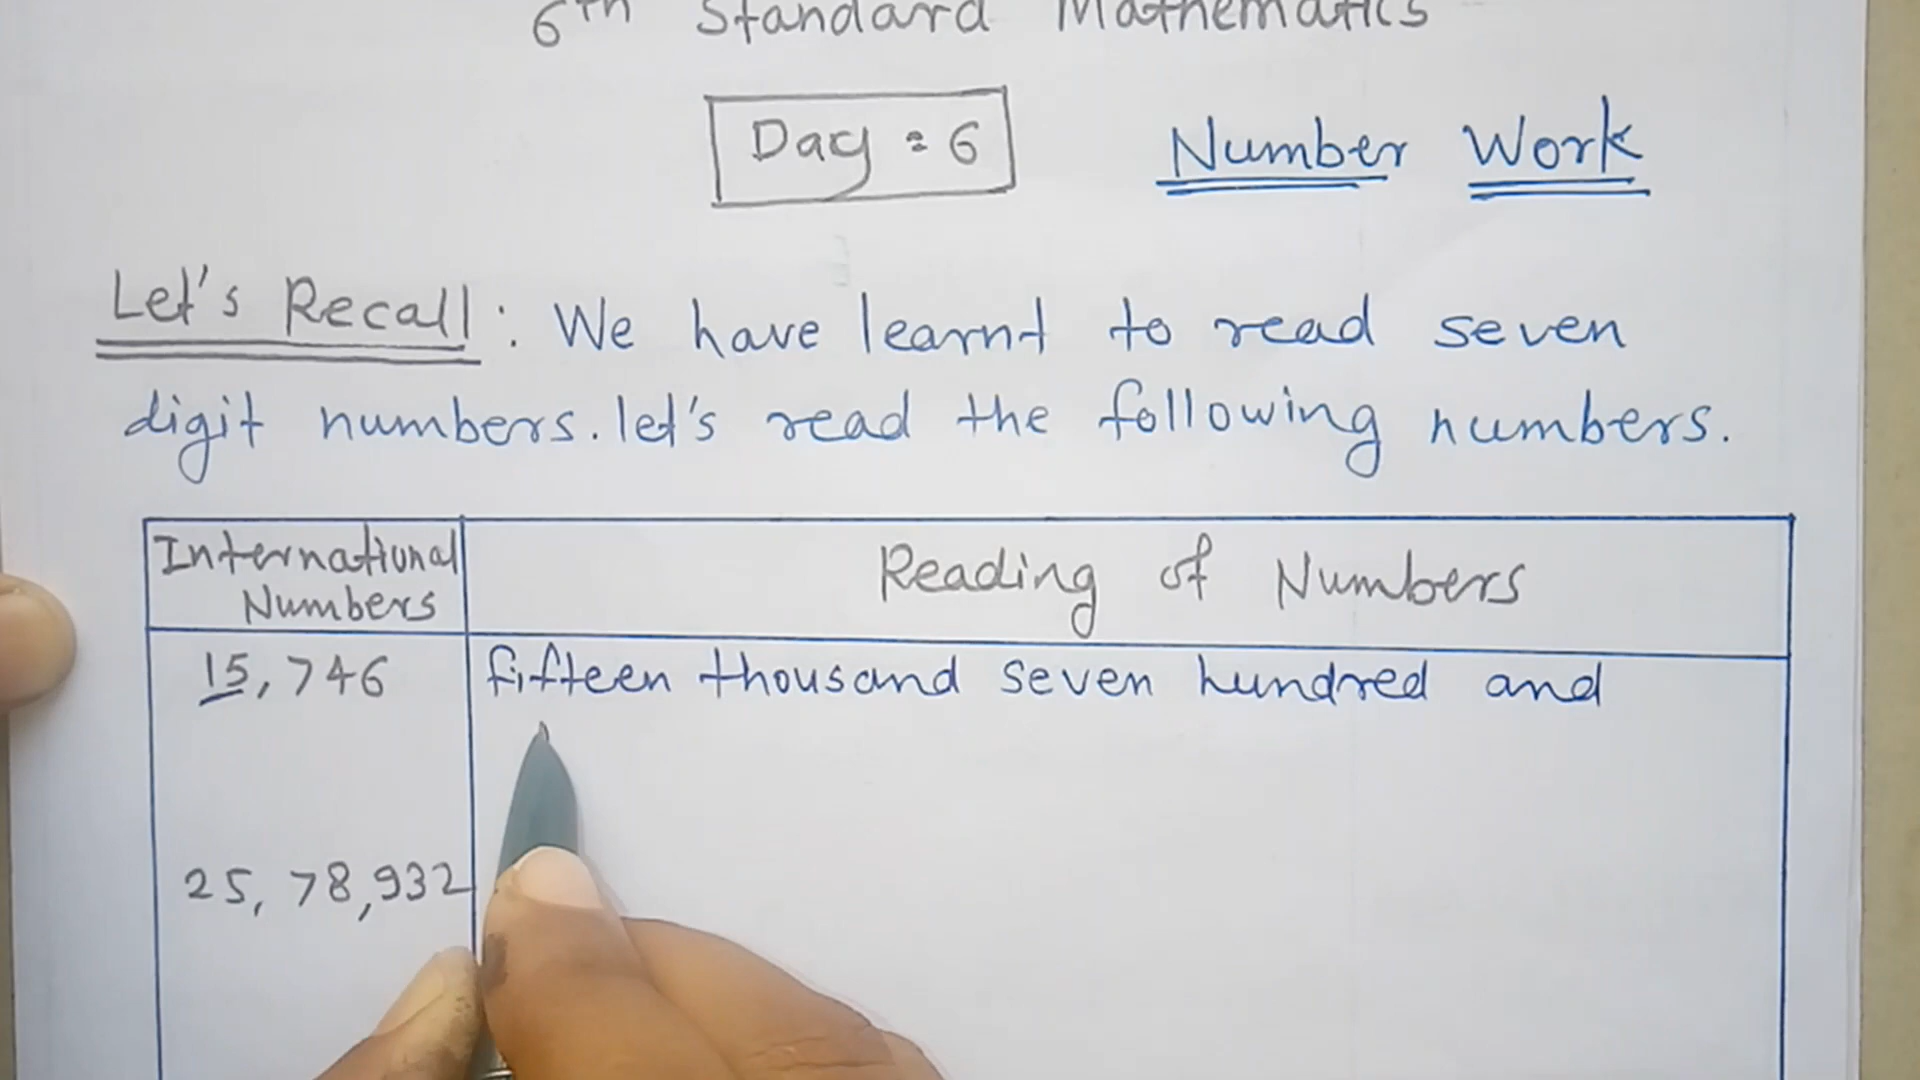 6th Standard Mathematics
Day : 6 Number Work
Let's Recall : We have learnt to read seven
digit numbers. let's read the following numbers.
International Numbers
Reading of Numbers
15,746 fifteen thousand seven hundred and
25, 78,932